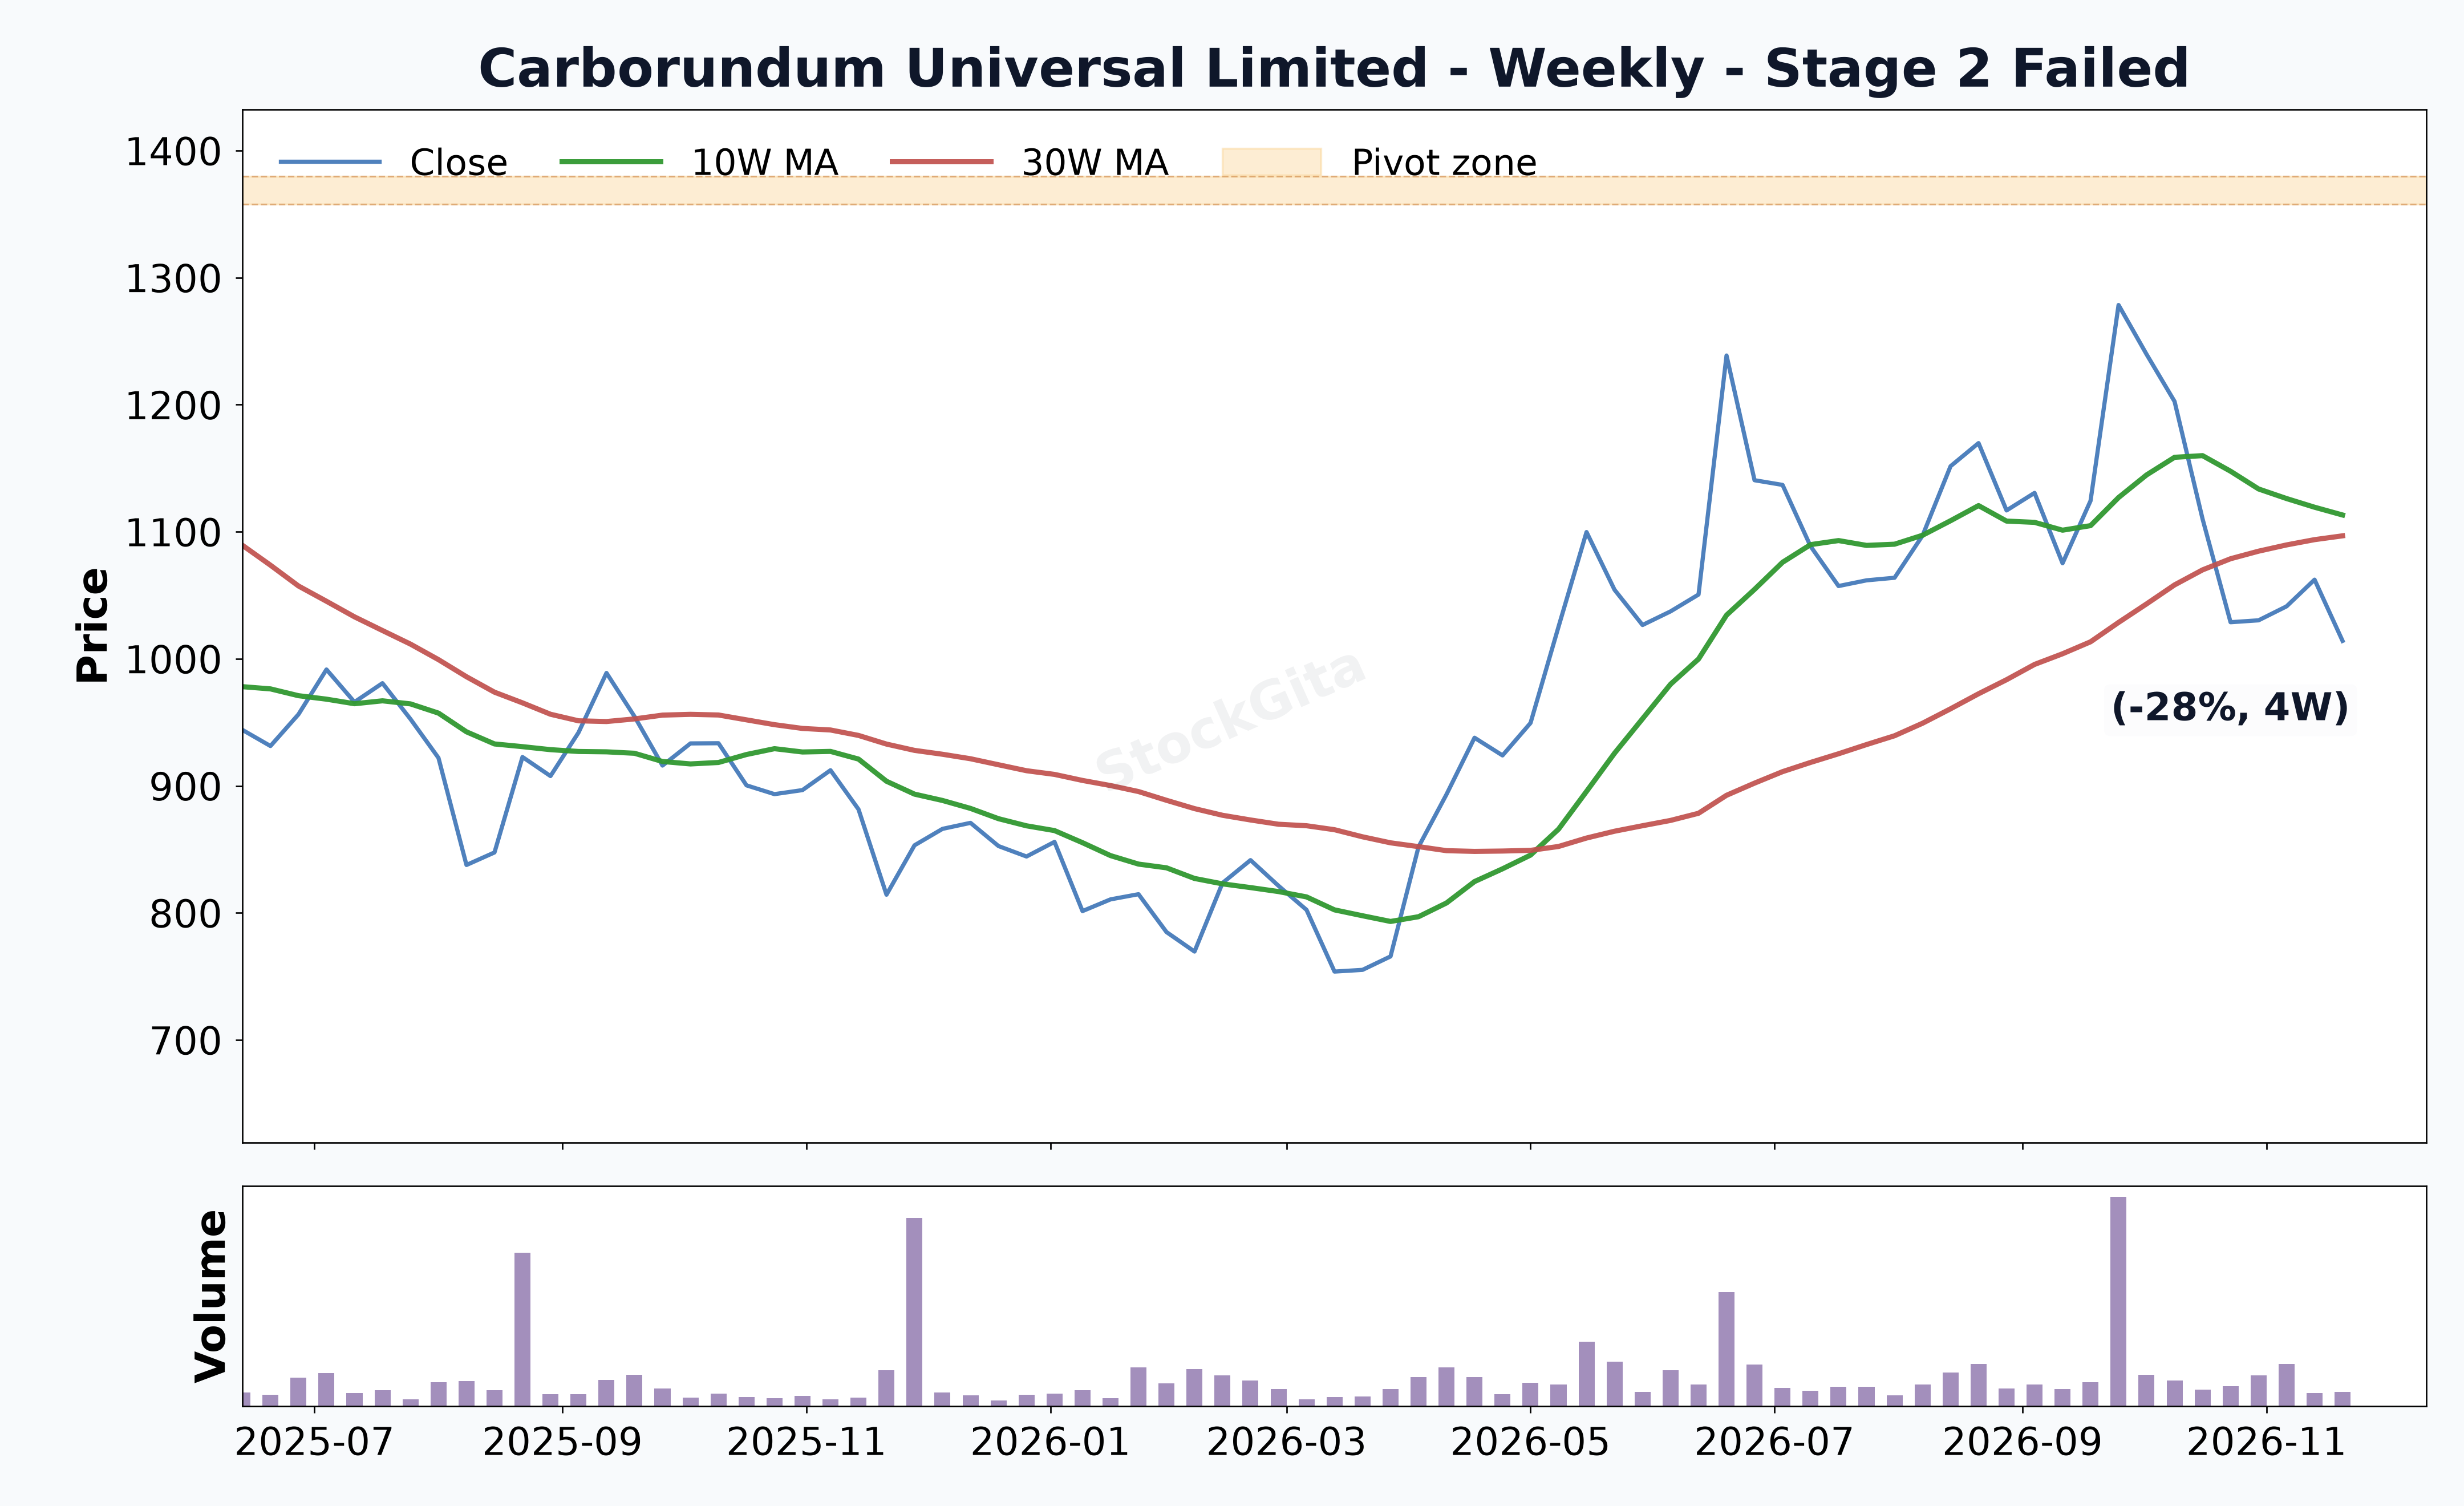 Carborundum Universal Limited - Weekly - Stage 2 Failed
Close 10W MA 30W MA Pivot zone
1400
1300
1200
1100
1000
900
800
700
Price
StockGita
(-28%, 4W)
Volume
2025-07 2025-09 2025-11 2026-01 2026-03 2026-05 2026-07 2026-09 2026-11